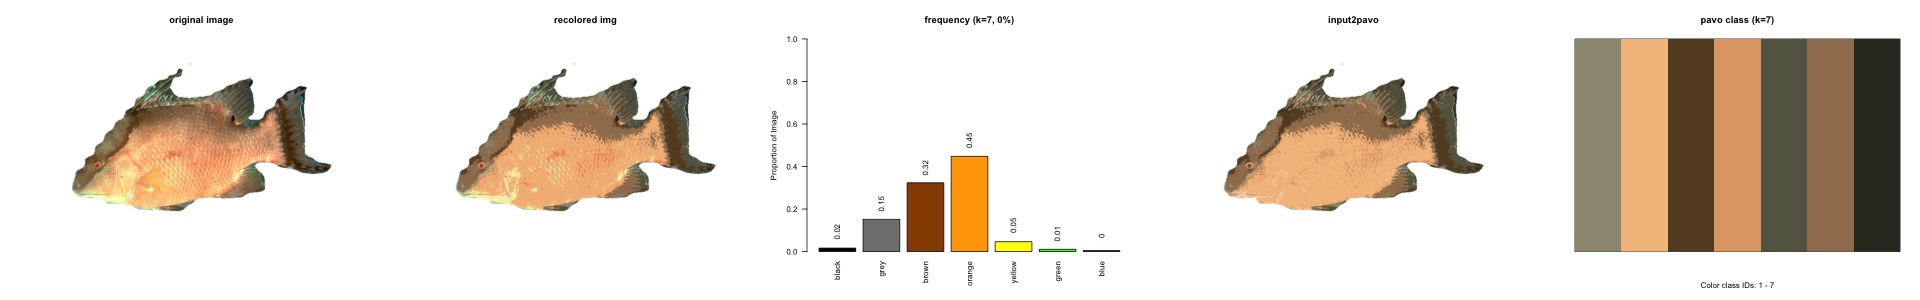 original image
recolored img
frequency (k=7, 0%)
input2pavo
pavo class (k=7)
Proportion of Image
1.0
0.8
0.6
0.4
0.2
0.0
0.02
0.15
0.32
0.45
0.05
0.01
0
black
grey
brown
orange
yellow
green
blue
Color class IDs: 1 - 7